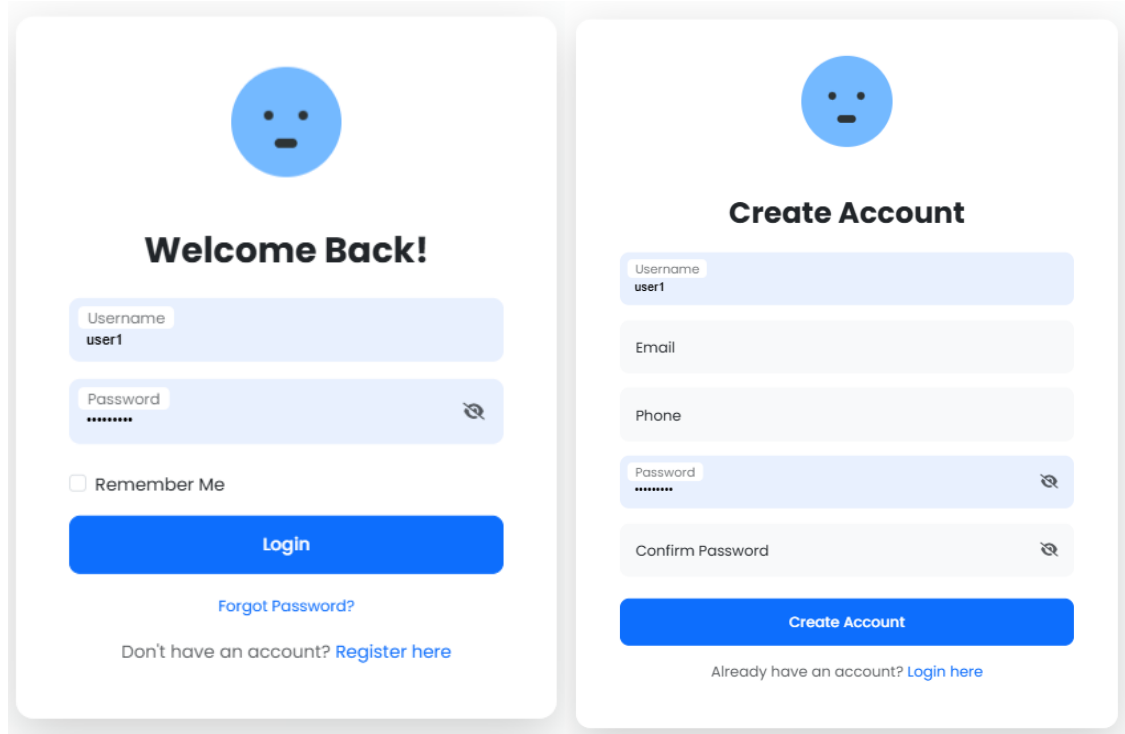 Welcome Back!
Username
user1
Password
•••••••••
Remember Me
Login
Forgot Password?
Don't have an account? Register here
Create Account
Username
user1
Email
Phone
Password
•••••••••
Confirm Password
Create Account
Already have an account? Login here